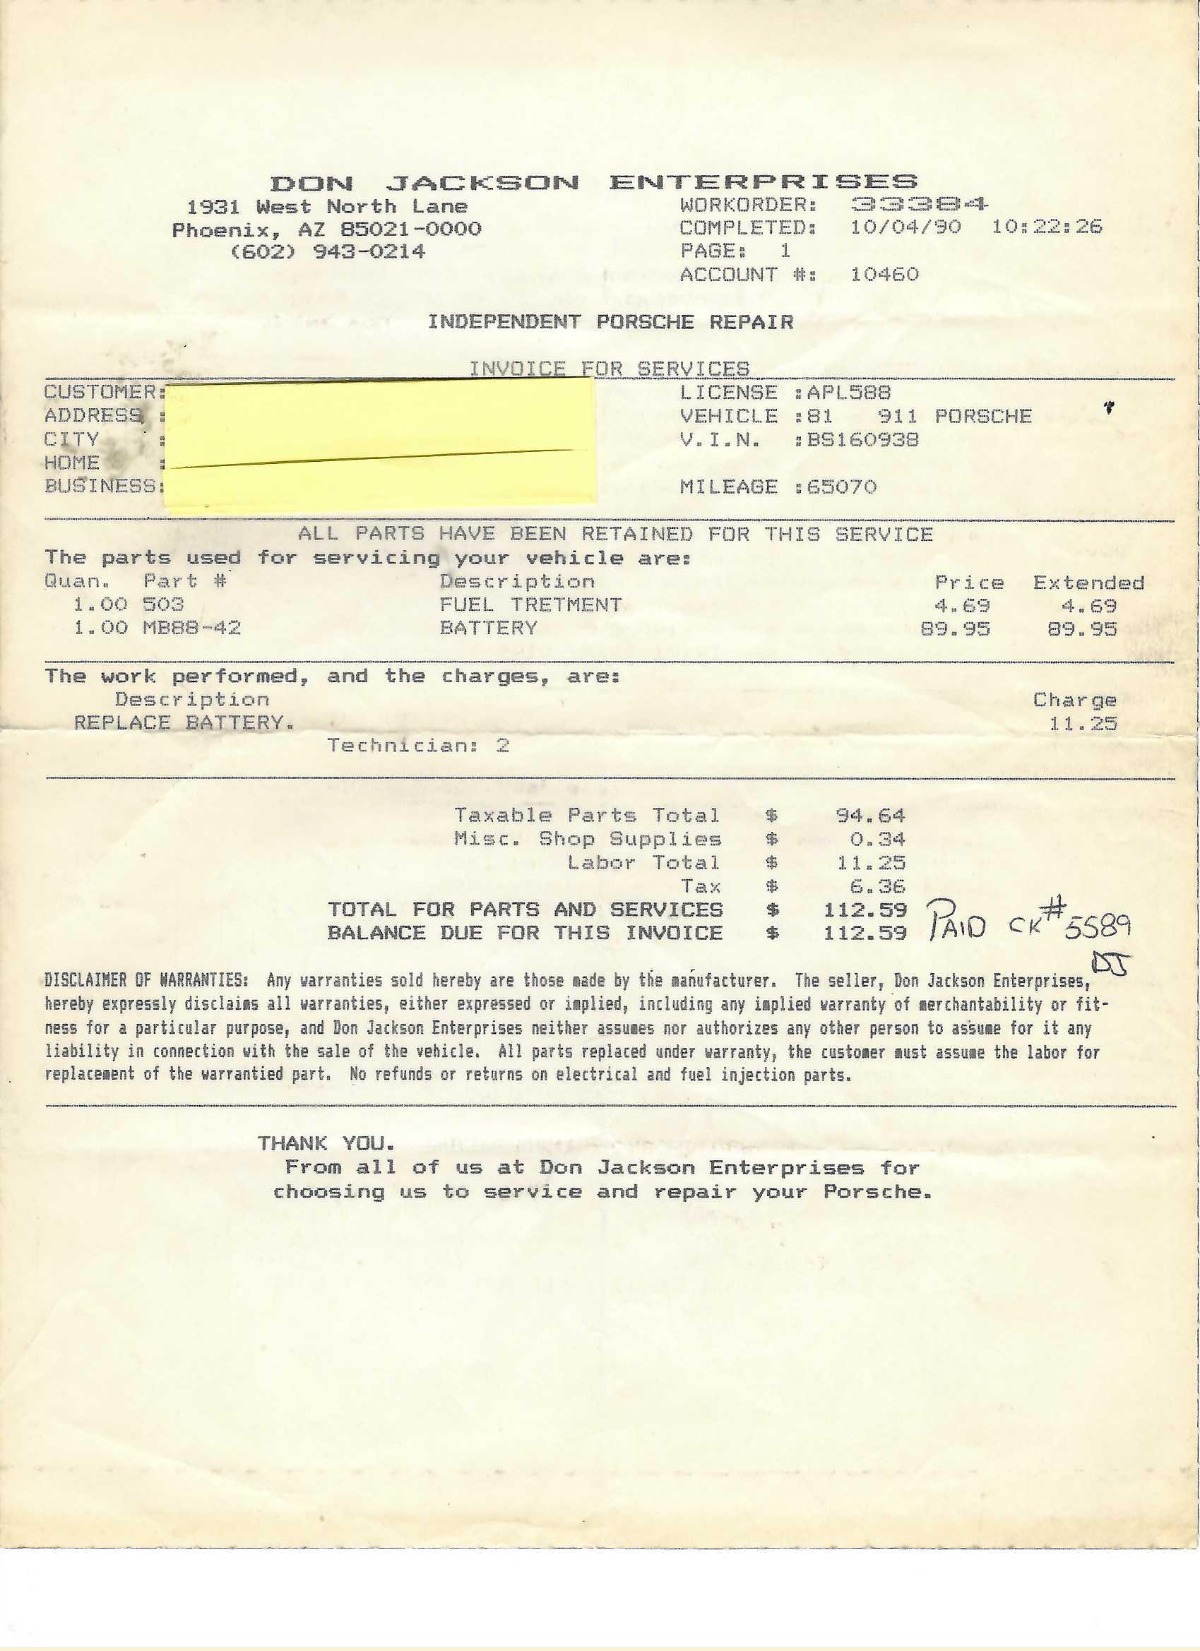 DON JACKSON ENTERPRISES
1931 West North Lane WORKORDER: 33384
Phoenix, AZ 85021-0000 COMPLETED: 10/04/90 10:22:26
(602) 943-0214 PAGE: 1
ACCOUNT #: 10460
INDEPENDENT PORSCHE REPAIR
INVOICE FOR SERVICES
CUSTOMER: LICENSE :APL588
ADDRESS : VEHICLE :81 911 PORSCHE
CITY : V.I.N. :BS160938
HOME :
BUSINESS: MILEAGE :65070
ALL PARTS HAVE BEEN RETAINED FOR THIS SERVICE
The parts used for servicing your vehicle are:
Quan. Part # Description Price Extended
1.00 503 FUEL TRETMENT 4.69 4.69
1.00 MB88-42 BATTERY 89.95 89.95
The work performed, and the charges, are:
Description Charge
REPLACE BATTERY. 11.25
Technician: 2
Taxable Parts Total $ 94.64
Misc. Shop Supplies $ 0.34
Labor Total $ 11.25
Tax $ 6.36
TOTAL FOR PARTS AND SERVICES $ 112.59
BALANCE DUE FOR THIS INVOICE $ 112.59 PAID CK# 5589
DJ
DISCLAIMER OF WARRANTIES: Any warranties sold hereby are those made by the manufacturer. The seller, Don Jackson Enterprises,
hereby expressly disclaims all warranties, either expressed or implied, including any implied warranty of merchantability or fit-
ness for a particular purpose, and Don Jackson Enterprises neither assumes nor authorizes any other person to assume for it any
liability in connection with the sale of the vehicle. All parts replaced under warranty, the customer must assume the labor for
replacement of the warrantied part. No refunds or returns on electrical and fuel injection parts.
THANK YOU.
From all of us at Don Jackson Enterprises for
choosing us to service and repair your Porsche.